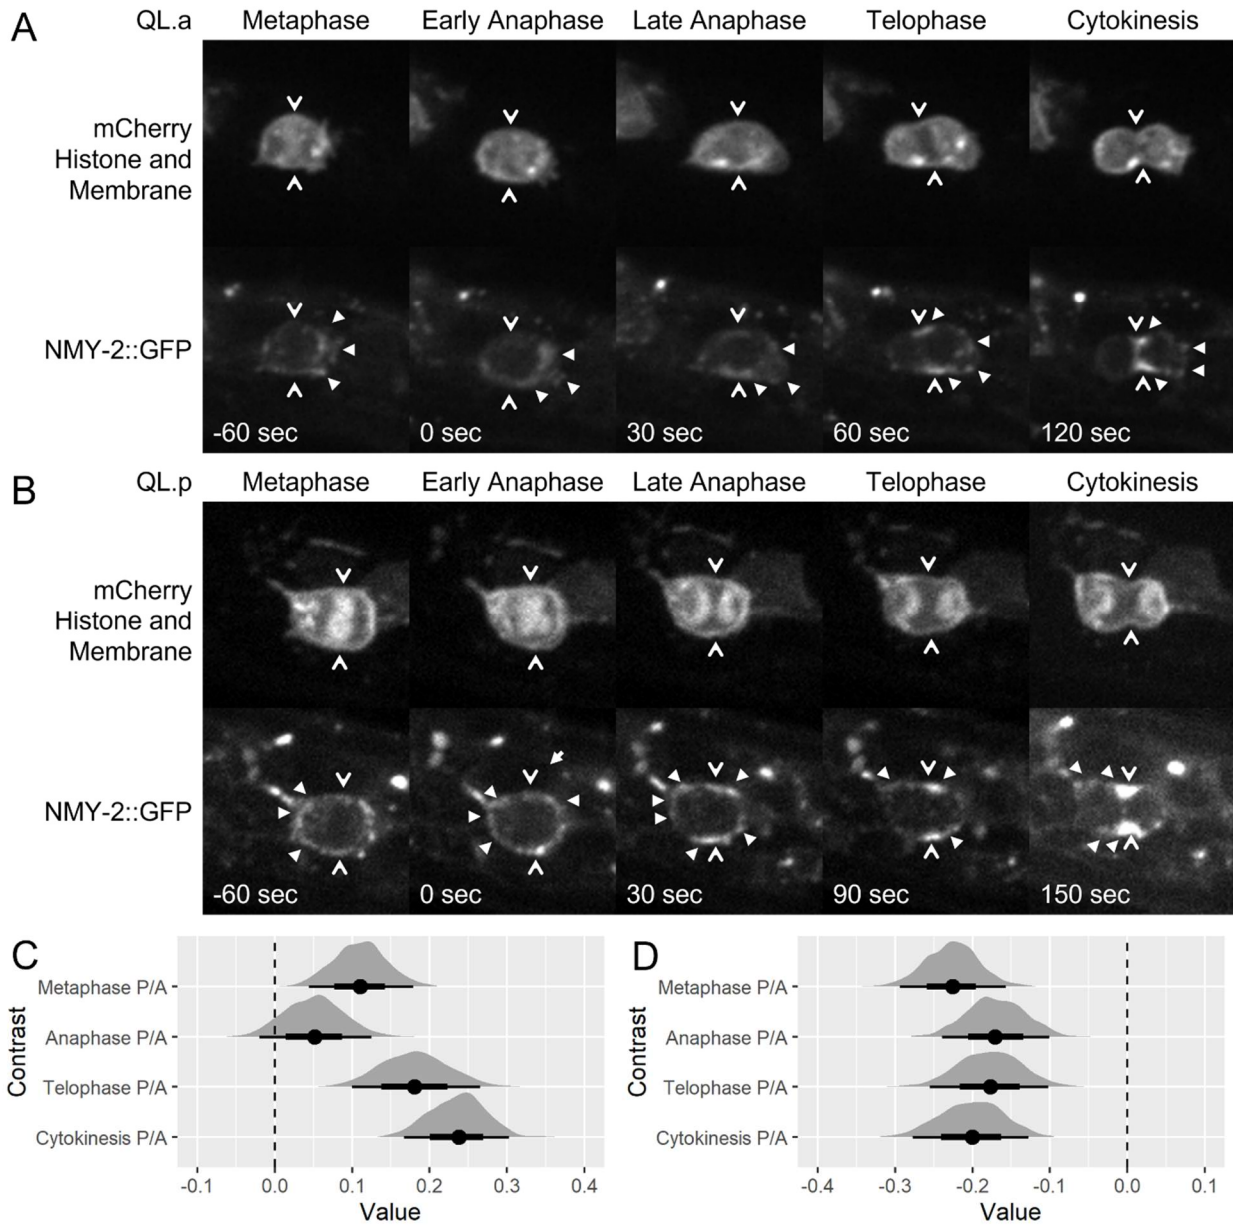 A
QL.a
Metaphase
Early Anaphase
Late Anaphase
Telophase
Cytokinesis
mCherry
Histone and
Membrane
NMY-2::GFP
-60 sec
0 sec
30 sec
60 sec
120 sec
B
QL.p
Metaphase
Early Anaphase
Late Anaphase
Telophase
Cytokinesis
mCherry
Histone and
Membrane
NMY-2::GFP
-60 sec
0 sec
30 sec
90 sec
150 sec
C
Contrast
Metaphase P/A
Anaphase P/A
Telophase P/A
Cytokinesis P/A
-0.1 0.0 0.1 0.2 0.3 0.4
Value
D
Contrast
Metaphase P/A
Anaphase P/A
Telophase P/A
Cytokinesis P/A
-0.4 -0.3 -0.2 -0.1 0.0 0.1
Value